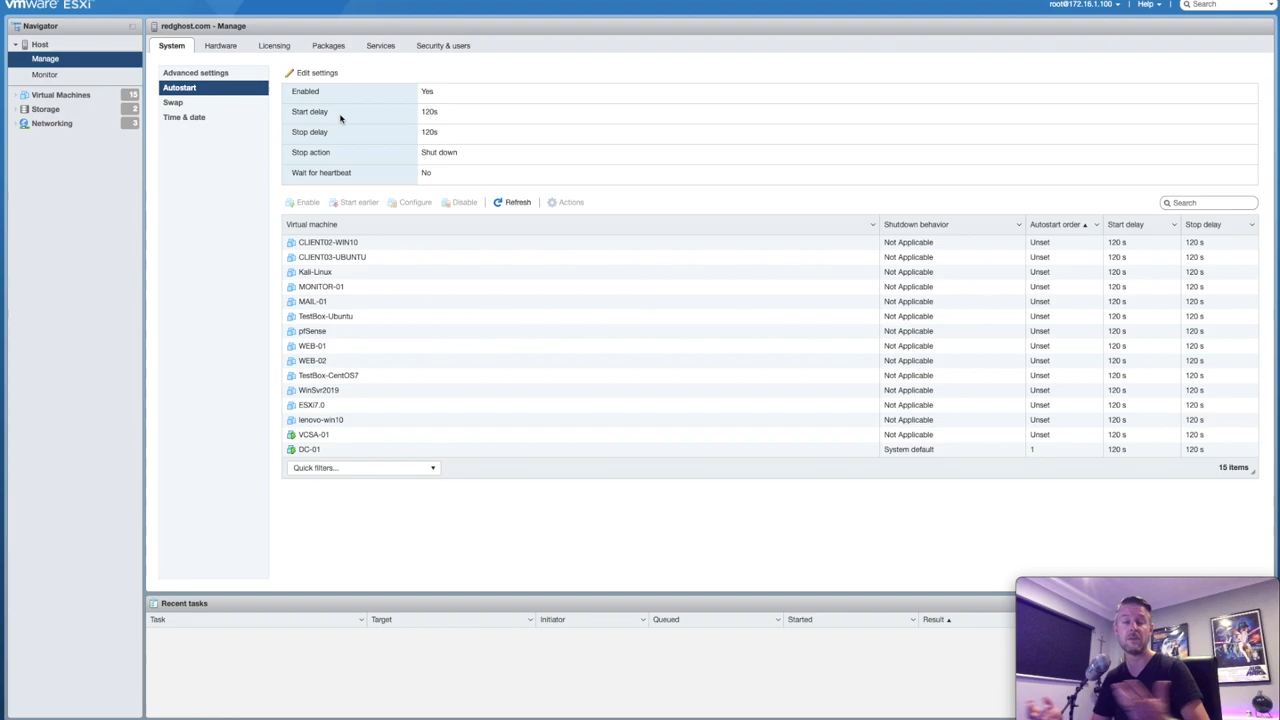 vmware ESXi
root@172.16.1.100 | Help | Search
Navigator
redghost.com - Manage
Host
Manage
Monitor
Virtual Machines 15
Storage 2
Networking 3
System Hardware Licensing Packages Services Security & users
Advanced settings
Autostart
Swap
Time & date
Edit settings
Enabled Yes
Start delay 120s
Stop delay 120s
Stop action Shut down
Wait for heartbeat No
Enable Start earlier Configure Disable | Refresh | Actions
Search
Virtual machine Shutdown behavior Autostart order Start delay Stop delay
CLIENT02-WIN10 Not Applicable Unset 120 s 120 s
CLIENT03-UBUNTU Not Applicable Unset 120 s 120 s
Kali-Linux Not Applicable Unset 120 s 120 s
MONITOR-01 Not Applicable Unset 120 s 120 s
MAIL-01 Not Applicable Unset 120 s 120 s
TestBox-Ubuntu Not Applicable Unset 120 s 120 s
pfSense Not Applicable Unset 120 s 120 s
WEB-01 Not Applicable Unset 120 s 120 s
WEB-02 Not Applicable Unset 120 s 120 s
TestBox-CentOS7 Not Applicable Unset 120 s 120 s
WinSvr2019 Not Applicable Unset 120 s 120 s
ESXi7.0 Not Applicable Unset 120 s 120 s
lenovo-win10 Not Applicable Unset 120 s 120 s
VCSA-01 Not Applicable Unset 120 s 120 s
DC-01 System default 1 120 s 120 s
Quick filters...
15 items
Recent tasks
Task Target Initiator Queued Started Result